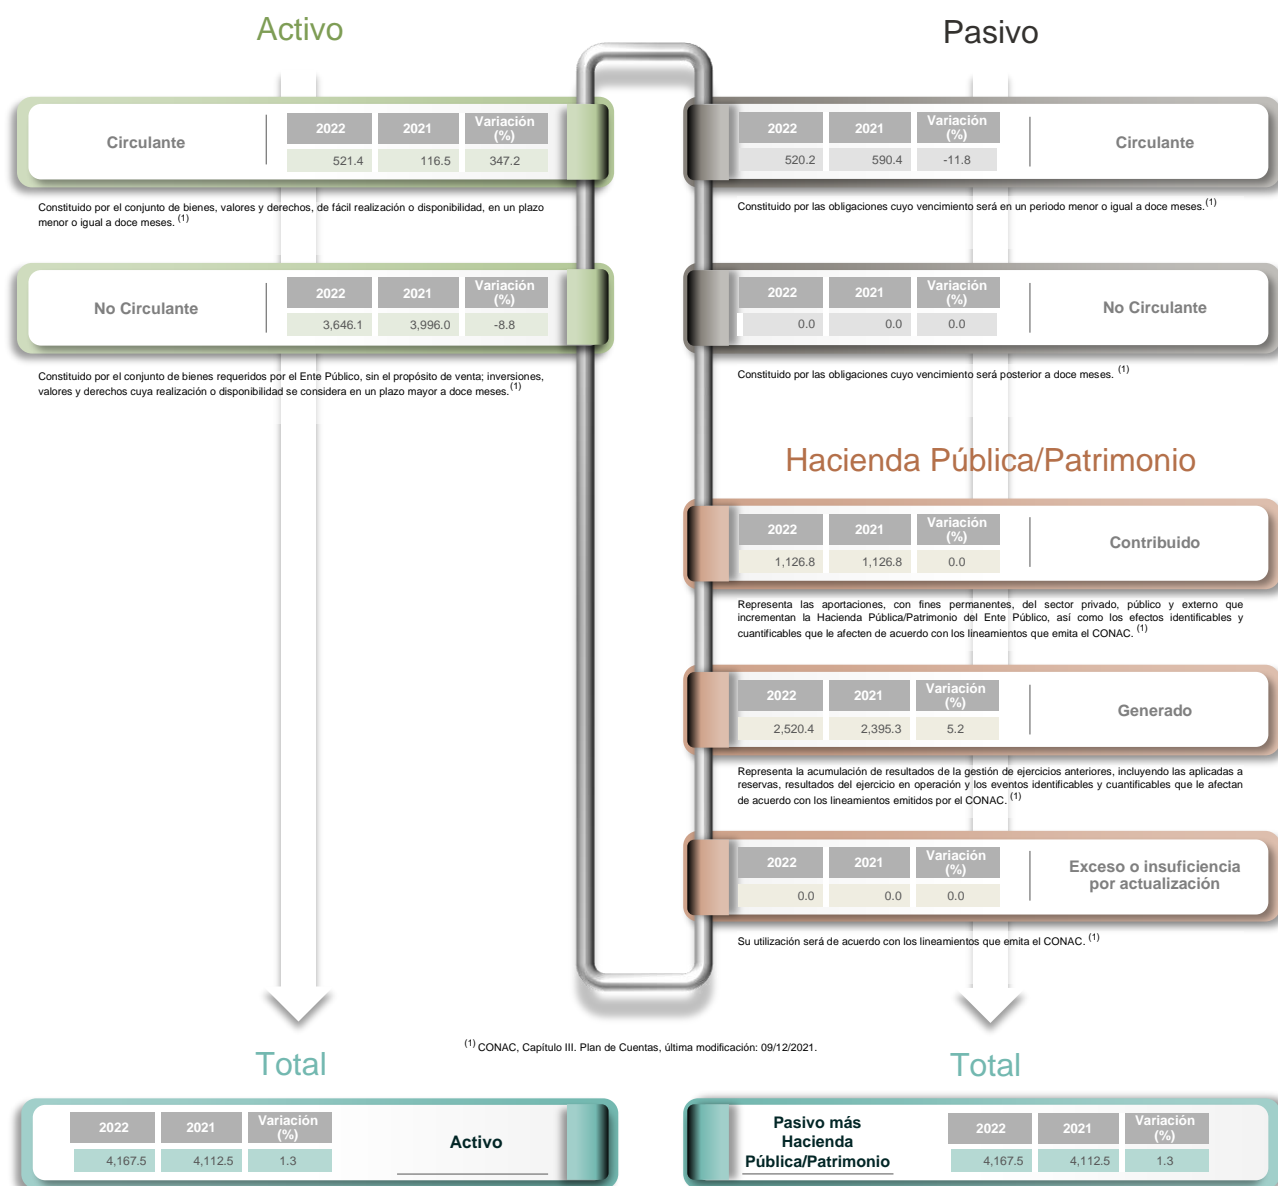 Activo
Circulante
2022 2021 Variación (%)
521.4 116.5 347.2
Constituido por el conjunto de bienes, valores y derechos, de fácil realización o disponibilidad, en un plazo
menor o igual a doce meses. (1)
No Circulante
2022 2021 Variación (%)
3,646.1 3,996.0 -8.8
Constituido por el conjunto de bienes requeridos por el Ente Público, sin el propósito de venta; inversiones,
valores y derechos cuya realización o disponibilidad se considera en un plazo mayor a doce meses. (1)
Pasivo
2022 2021 Variación (%)
520.2 590.4 -11.8
Circulante
Constituido por las obligaciones cuyo vencimiento será en un periodo menor o igual a doce meses. (1)
2022 2021 Variación (%)
0.0 0.0 0.0
No Circulante
Constituido por las obligaciones cuyo vencimiento será posterior a doce meses. (1)
Hacienda Pública/Patrimonio
2022 2021 Variación (%)
1,126.8 1,126.8 0.0
Contribuido
Representa las aportaciones, con fines permanentes, del sector privado, público y externo que
incrementan la Hacienda Pública/Patrimonio del Ente Público, así como los efectos identificables y
cuantificables que le afecten de acuerdo con los lineamientos que emita el CONAC. (1)
2022 2021 Variación (%)
2,520.4 2,395.3 5.2
Generado
Representa la acumulación de resultados de la gestión de ejercicios anteriores, incluyendo las aplicadas a
reservas, resultados del ejercicio en operación y los eventos identificables y cuantificables que le afectan
de acuerdo con los lineamientos emitidos por el CONAC. (1)
2022 2021 Variación (%)
0.0 0.0 0.0
Exceso o insuficiencia
por actualización
Su utilización será de acuerdo con los lineamientos que emita el CONAC. (1)
(1) CONAC, Capítulo III. Plan de Cuentas, última modificación: 09/12/2021.
Total
2022 2021 Variación (%)
4,167.5 4,112.5 1.3
Activo
Total
Pasivo más
Hacienda
Pública/Patrimonio
2022 2021 Variación (%)
4,167.5 4,112.5 1.3